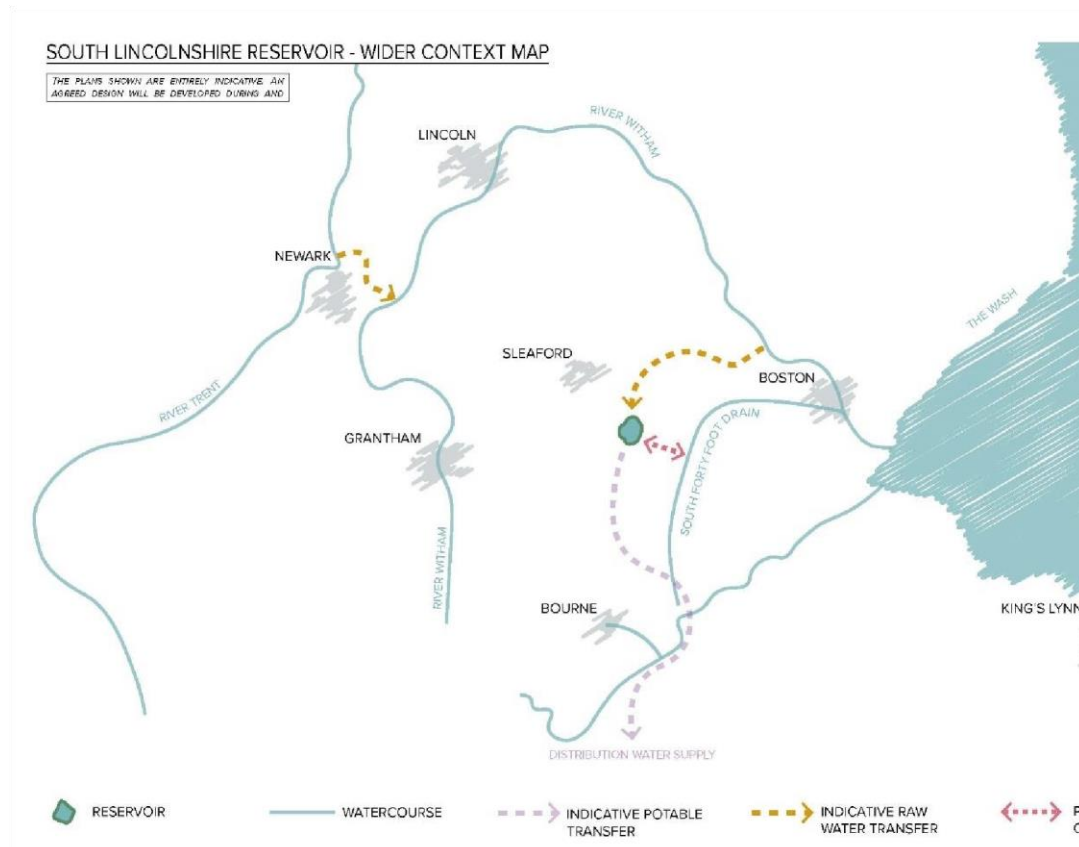 SOUTH LINCOLNSHIRE RESERVOIR - WIDER CONTEXT MAP
THE PLANS SHOWN ARE ENTIRELY INDICATIVE. AN
AGREED DESIGN WILL BE DEVELOPED DURING AND
LINCOLN
RIVER WITHAM
NEWARK
THE WASH
SLEAFORD
BOSTON
RIVER TRENT
SOUTH FORTY FOOT DRAIN
GRANTHAM
RIVER WITHAM
BOURNE
KING'S LYNN
DISTRIBUTION WATER SUPPLY
RESERVOIR
WATERCOURSE
INDICATIVE POTABLE
TRANSFER
INDICATIVE RAW
WATER TRANSFER